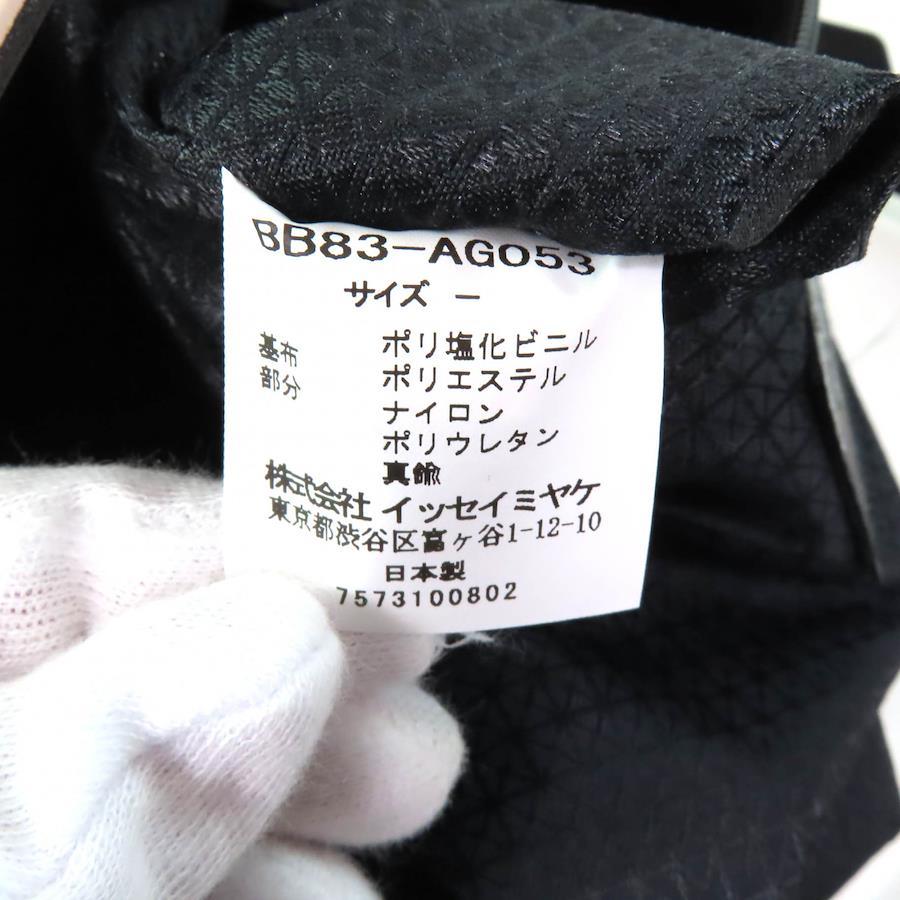 BB83-AG053
サイズ －
基布 ポリ塩化ビニル
部分 ポリエステル
ナイロン
ポリウレタン
真鍮
株式会社 イッセイミヤケ
東京都渋谷区富ヶ谷1-12-10
日本製
7573100802